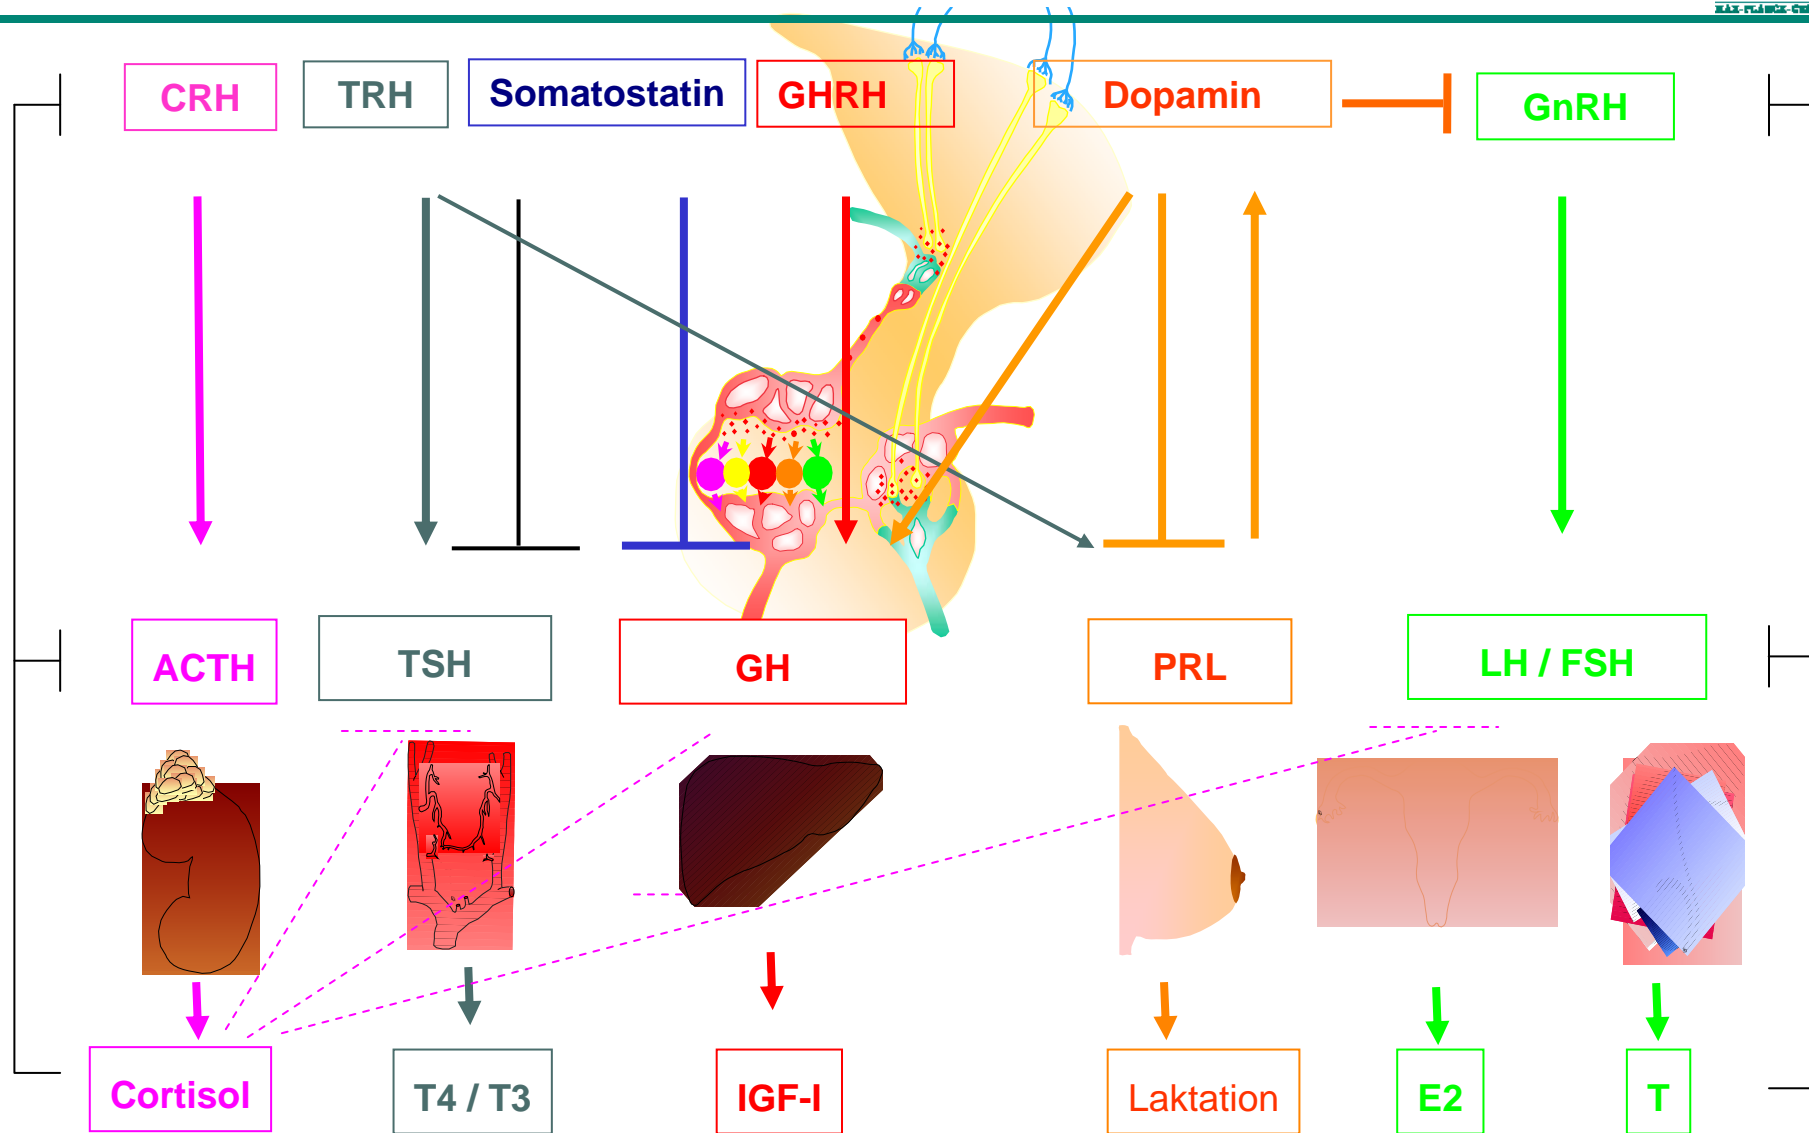 CRH
TRH
Somatostatin
GHRH
Dopamin
GnRH
ACTH
TSH
GH
PRL
LH / FSH
Cortisol
T4 / T3
IGF-I
Laktation
E2
T